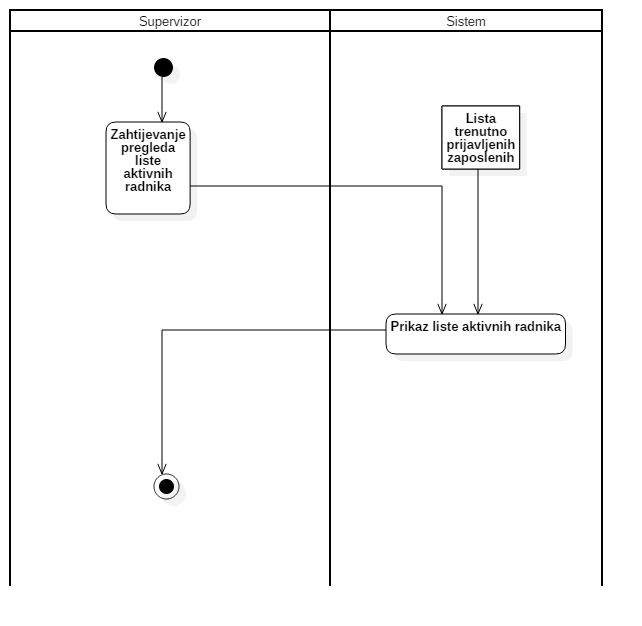 Supervizor
Sistem
Zahtijevanje
pregleda
liste
aktivnih
radnika
Lista
trenutno
prijavljenih
zaposlenih
Prikaz liste aktivnih radnika